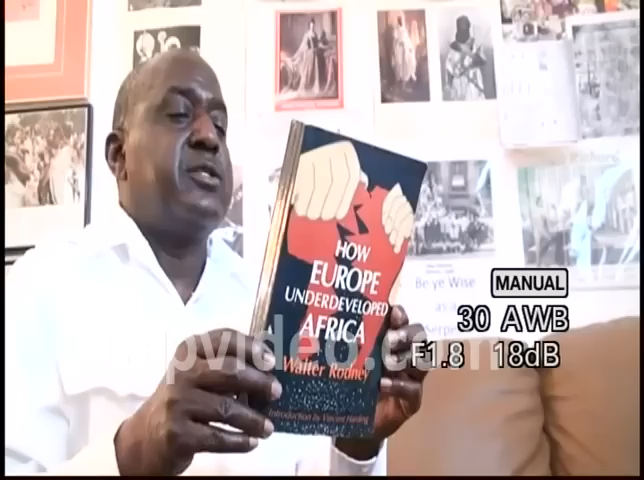 HOW
EUROPE
UNDERDEVELOPED
AFRICA
Walter Rodney
Introduction by Vincent Harding
Be ye Wise
as a
MANUAL
30 AWB
F1.8 18dB